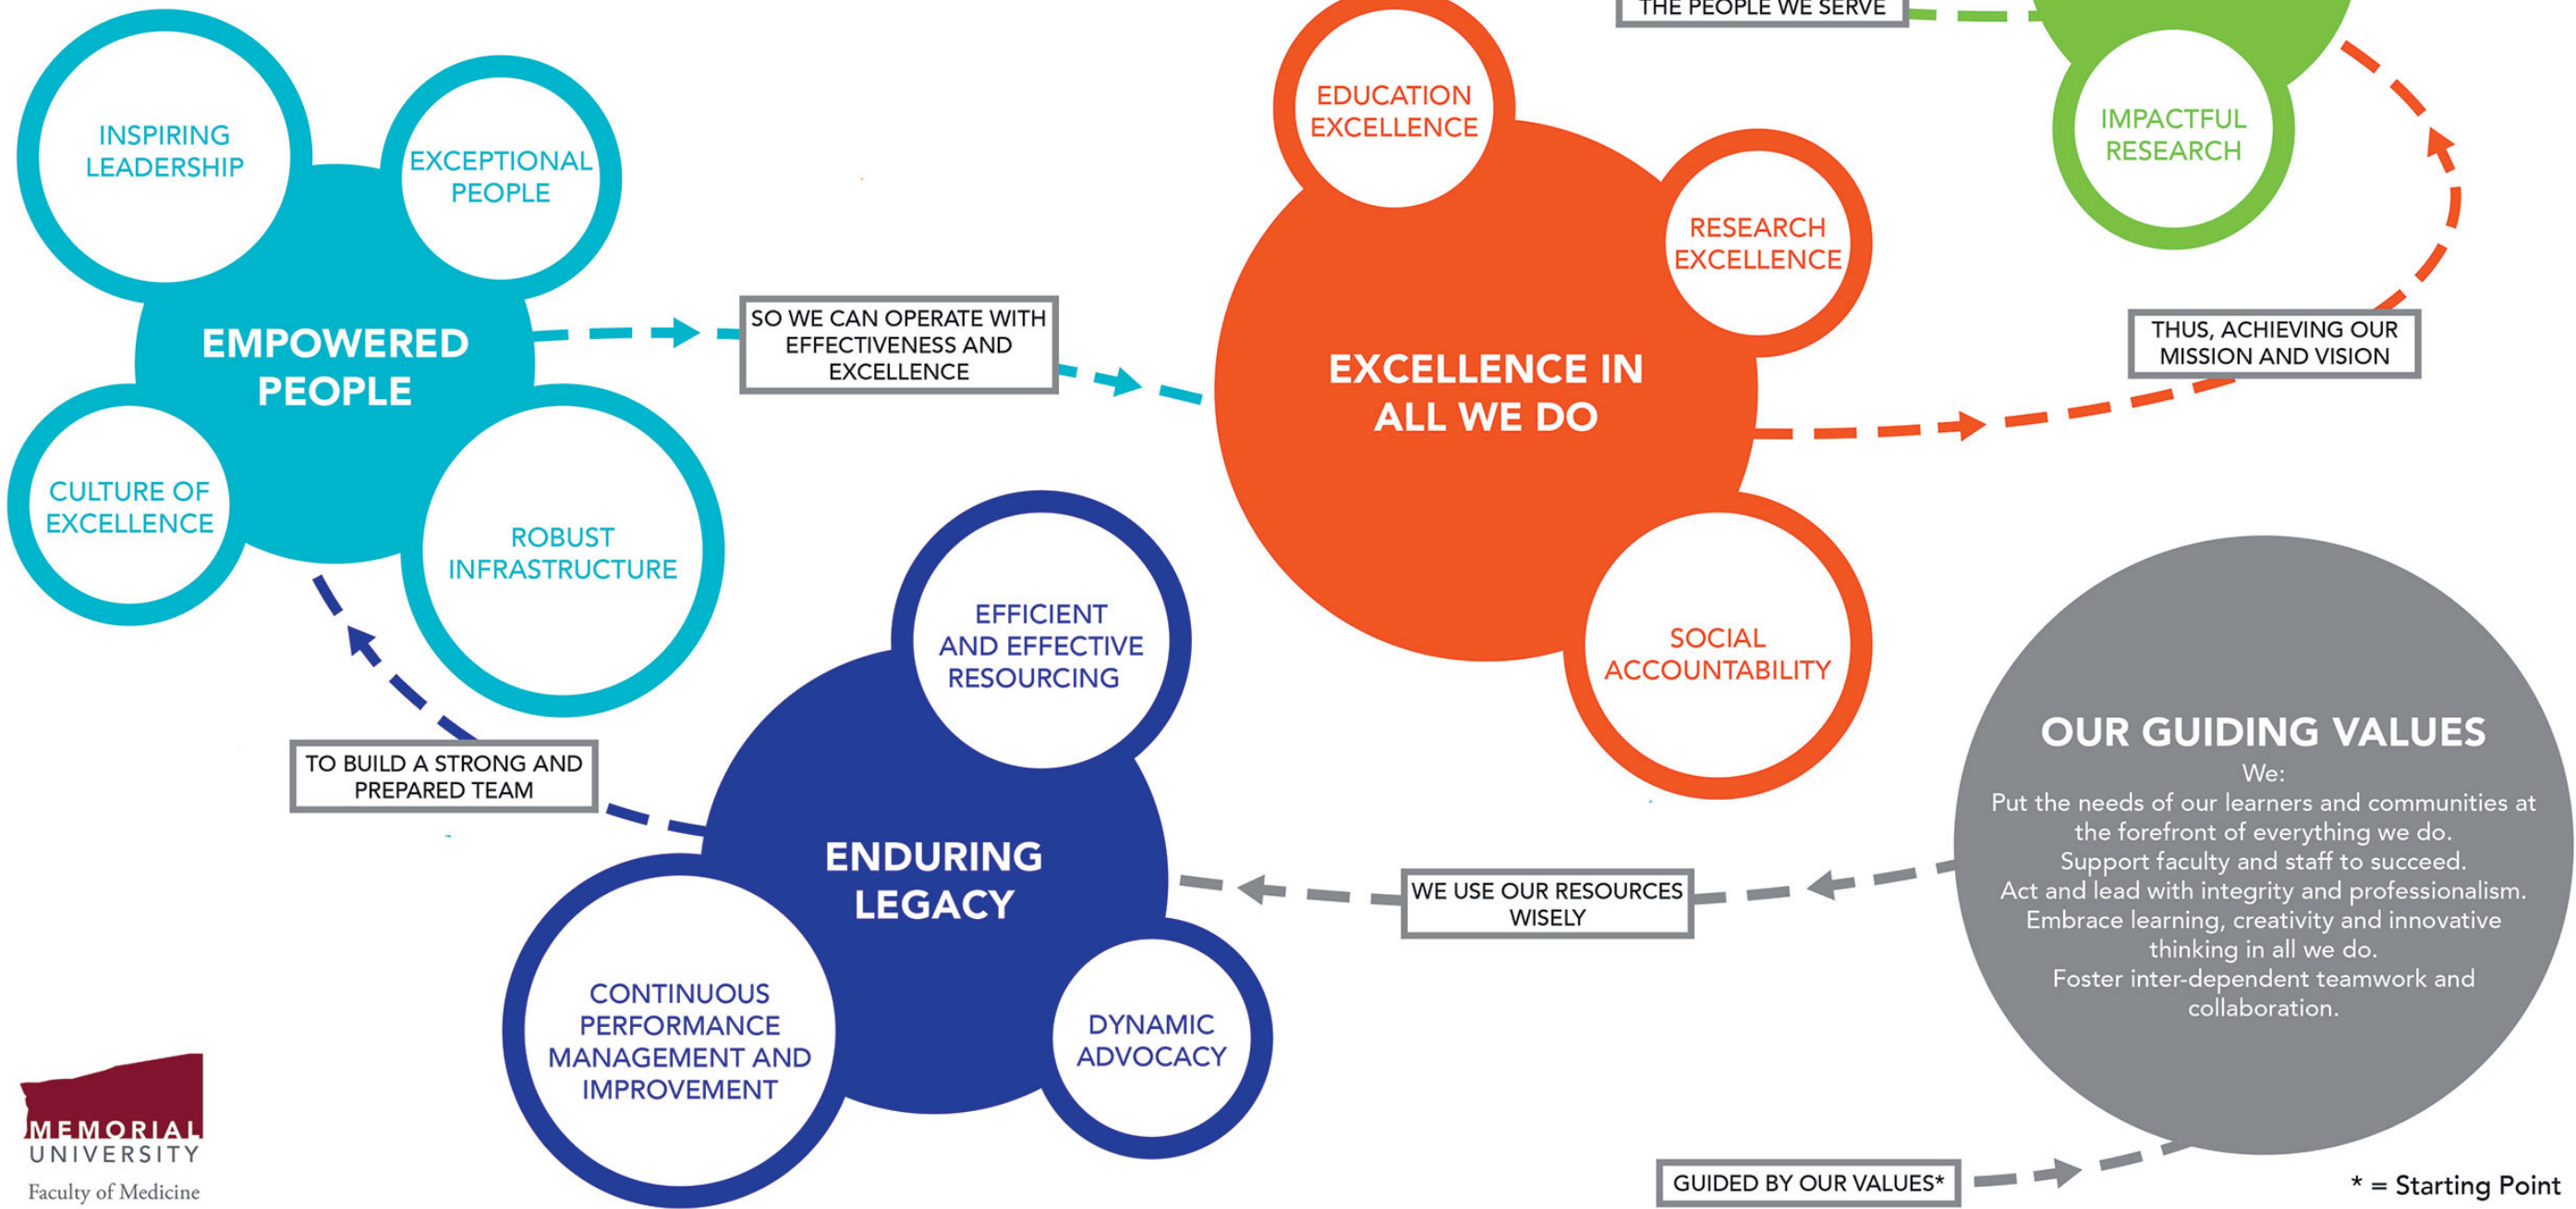 THE PEOPLE WE SERVE
INSPIRING
LEADERSHIP
EXCEPTIONAL
PEOPLE
EMPOWERED
PEOPLE
CULTURE OF
EXCELLENCE
ROBUST
INFRASTRUCTURE
SO WE CAN OPERATE WITH
EFFECTIVENESS AND
EXCELLENCE
EDUCATION
EXCELLENCE
RESEARCH
EXCELLENCE
EXCELLENCE IN
ALL WE DO
SOCIAL
ACCOUNTABILITY
IMPACTFUL
RESEARCH
THUS, ACHIEVING OUR
MISSION AND VISION
TO BUILD A STRONG AND
PREPARED TEAM
EFFICIENT
AND EFFECTIVE
RESOURCING
ENDURING
LEGACY
CONTINUOUS
PERFORMANCE
MANAGEMENT AND
IMPROVEMENT
DYNAMIC
ADVOCACY
WE USE OUR RESOURCES
WISELY
OUR GUIDING VALUES
We:
Put the needs of our learners and communities at
the forefront of everything we do.
Support faculty and staff to succeed.
Act and lead with integrity and professionalism.
Embrace learning, creativity and innovative
thinking in all we do.
Foster inter-dependent teamwork and
collaboration.
GUIDED BY OUR VALUES*
* = Starting Point
MEMORIAL
UNIVERSITY
Faculty of Medicine